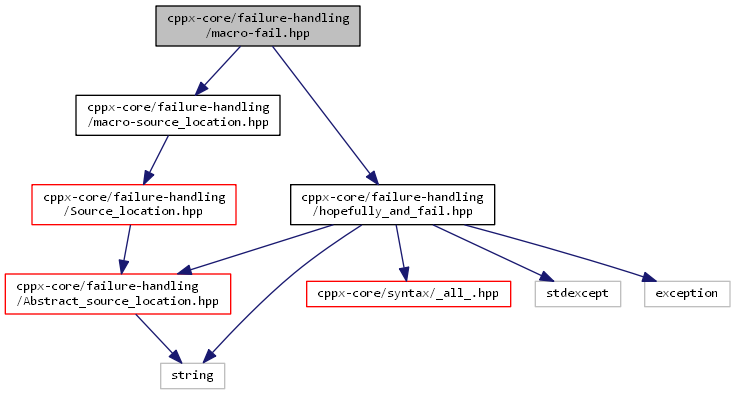 cppx-core/failure-handling
/macro-fail.hpp
cppx-core/failure-handling
/macro-source_location.hpp
cppx-core/failure-handling
/Source_location.hpp
cppx-core/failure-handling
/hopefully_and_fail.hpp
cppx-core/failure-handling
/Abstract_source_location.hpp
cppx-core/syntax/_all_.hpp
stdexcept
exception
string